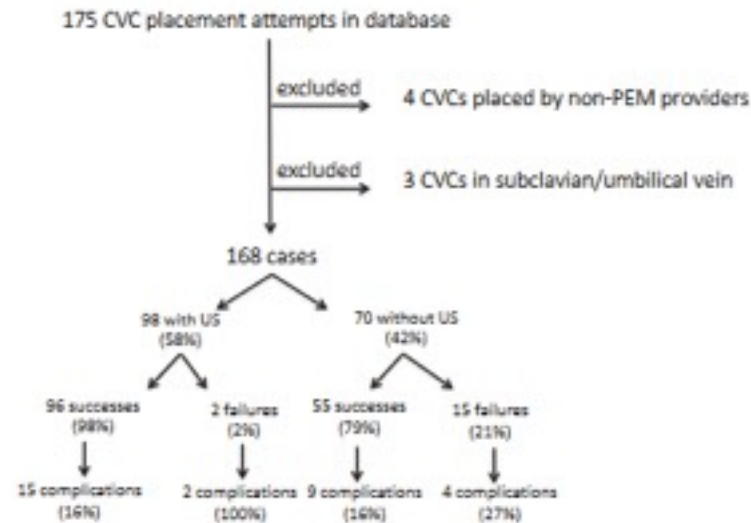 175 CVC placement attempts in database
excluded
4 CVCs placed by non-PEM providers
excluded
3 CVCs in subclavian/umbilical vein
168 cases
98 with US
(58%)
70 without US
(42%)
96 successes
(98%)
2 failures
(2%)
55 successes
(79%)
15 failures
(21%)
15 complications
(16%)
2 complications
(100%)
9 complications
(16%)
4 complications
(27%)